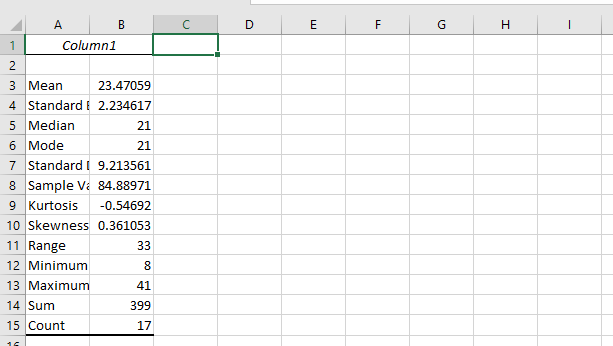 A B C D E F G H I
1 Column1
2
3 Mean 23.47059
4 Standard E 2.234617
5 Median 21
6 Mode 21
7 Standard D 9.213561
8 Sample Va 84.88971
9 Kurtosis -0.54692
10 Skewness 0.361053
11 Range 33
12 Minimum 8
13 Maximum 41
14 Sum 399
15 Count 17
16